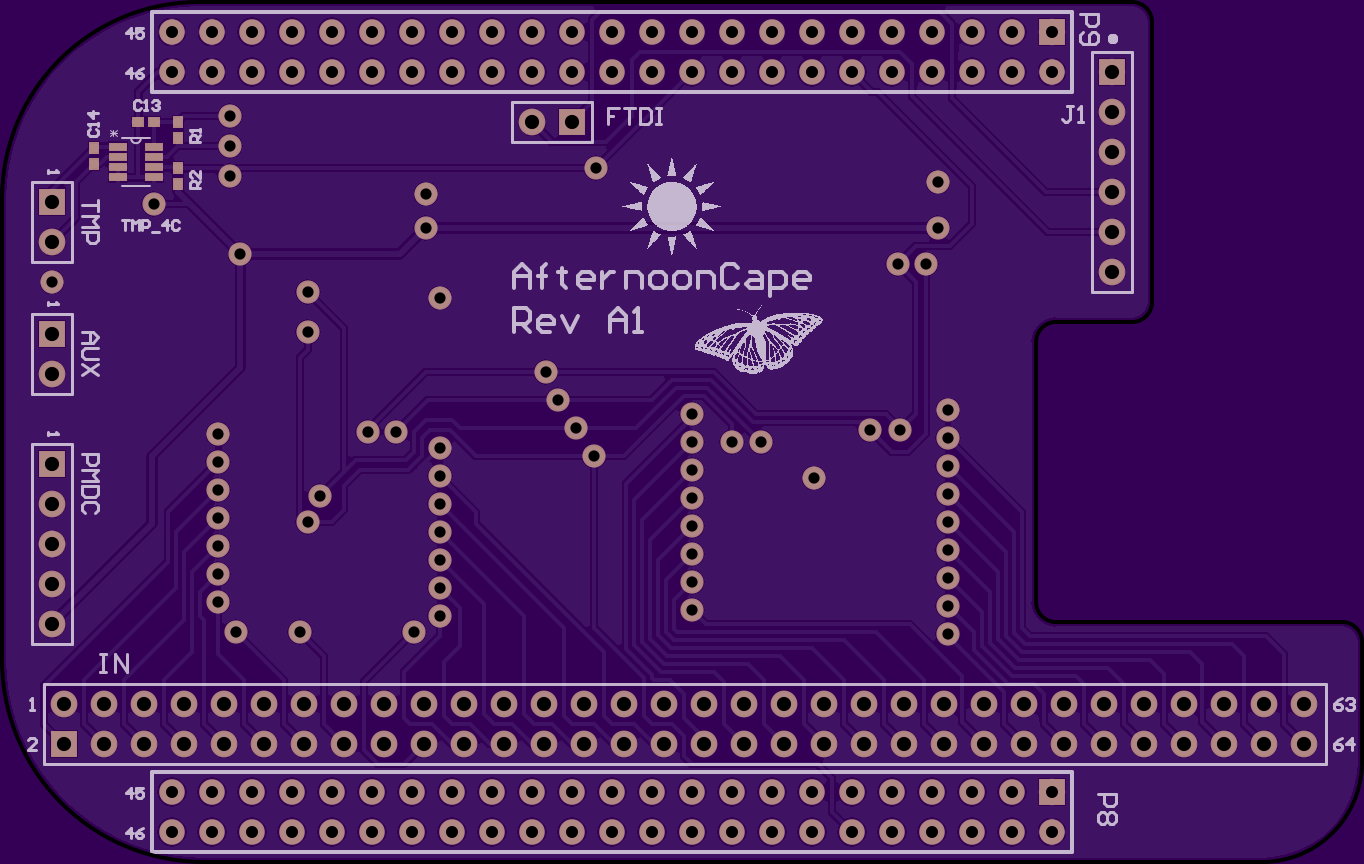 45
P9
46
J1
C13
C14
*
R1
FTDI
R2
1
TMP
TMP_4C
AfternoonCape
Rev A1
1
AUX
1
PMDC
IN
1
63
2
64
45
P8
46